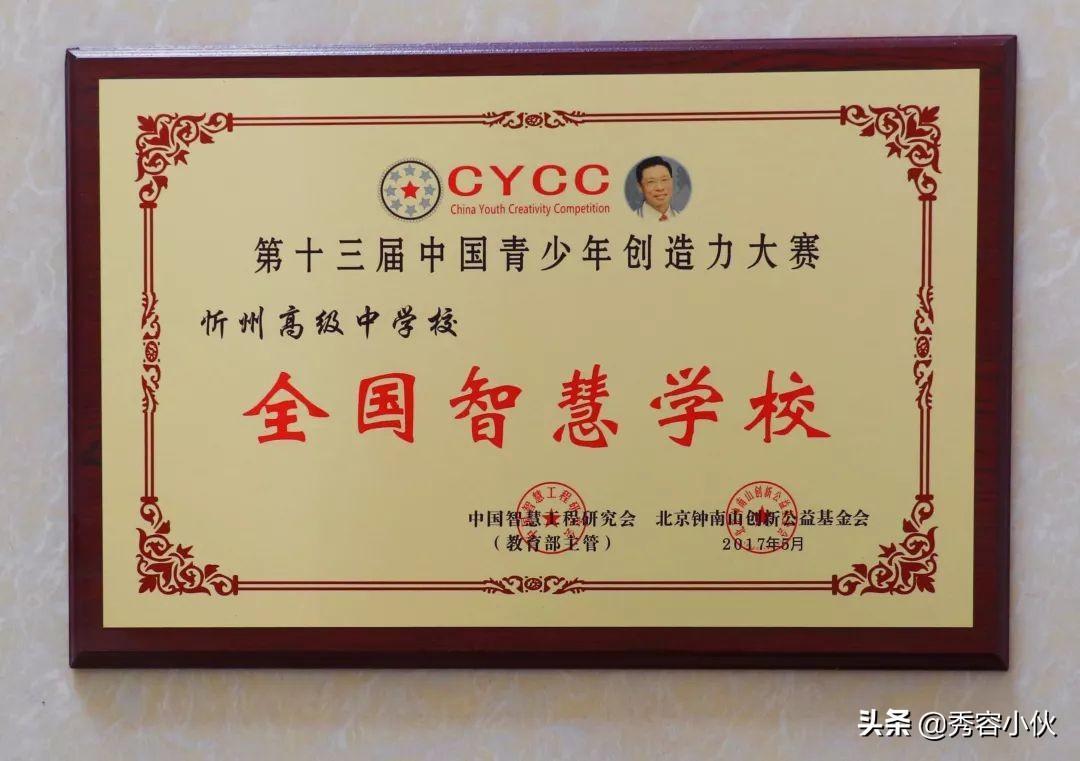 CYCC
China Youth Creativity Competition
第十三届中国青少年创造力大赛
忻州高级中学校
全国智慧学校
中国智慧工程研究会 北京钟南山创新公益基金会
（教育部主管） 2017年5月
头条 @秀容小伙